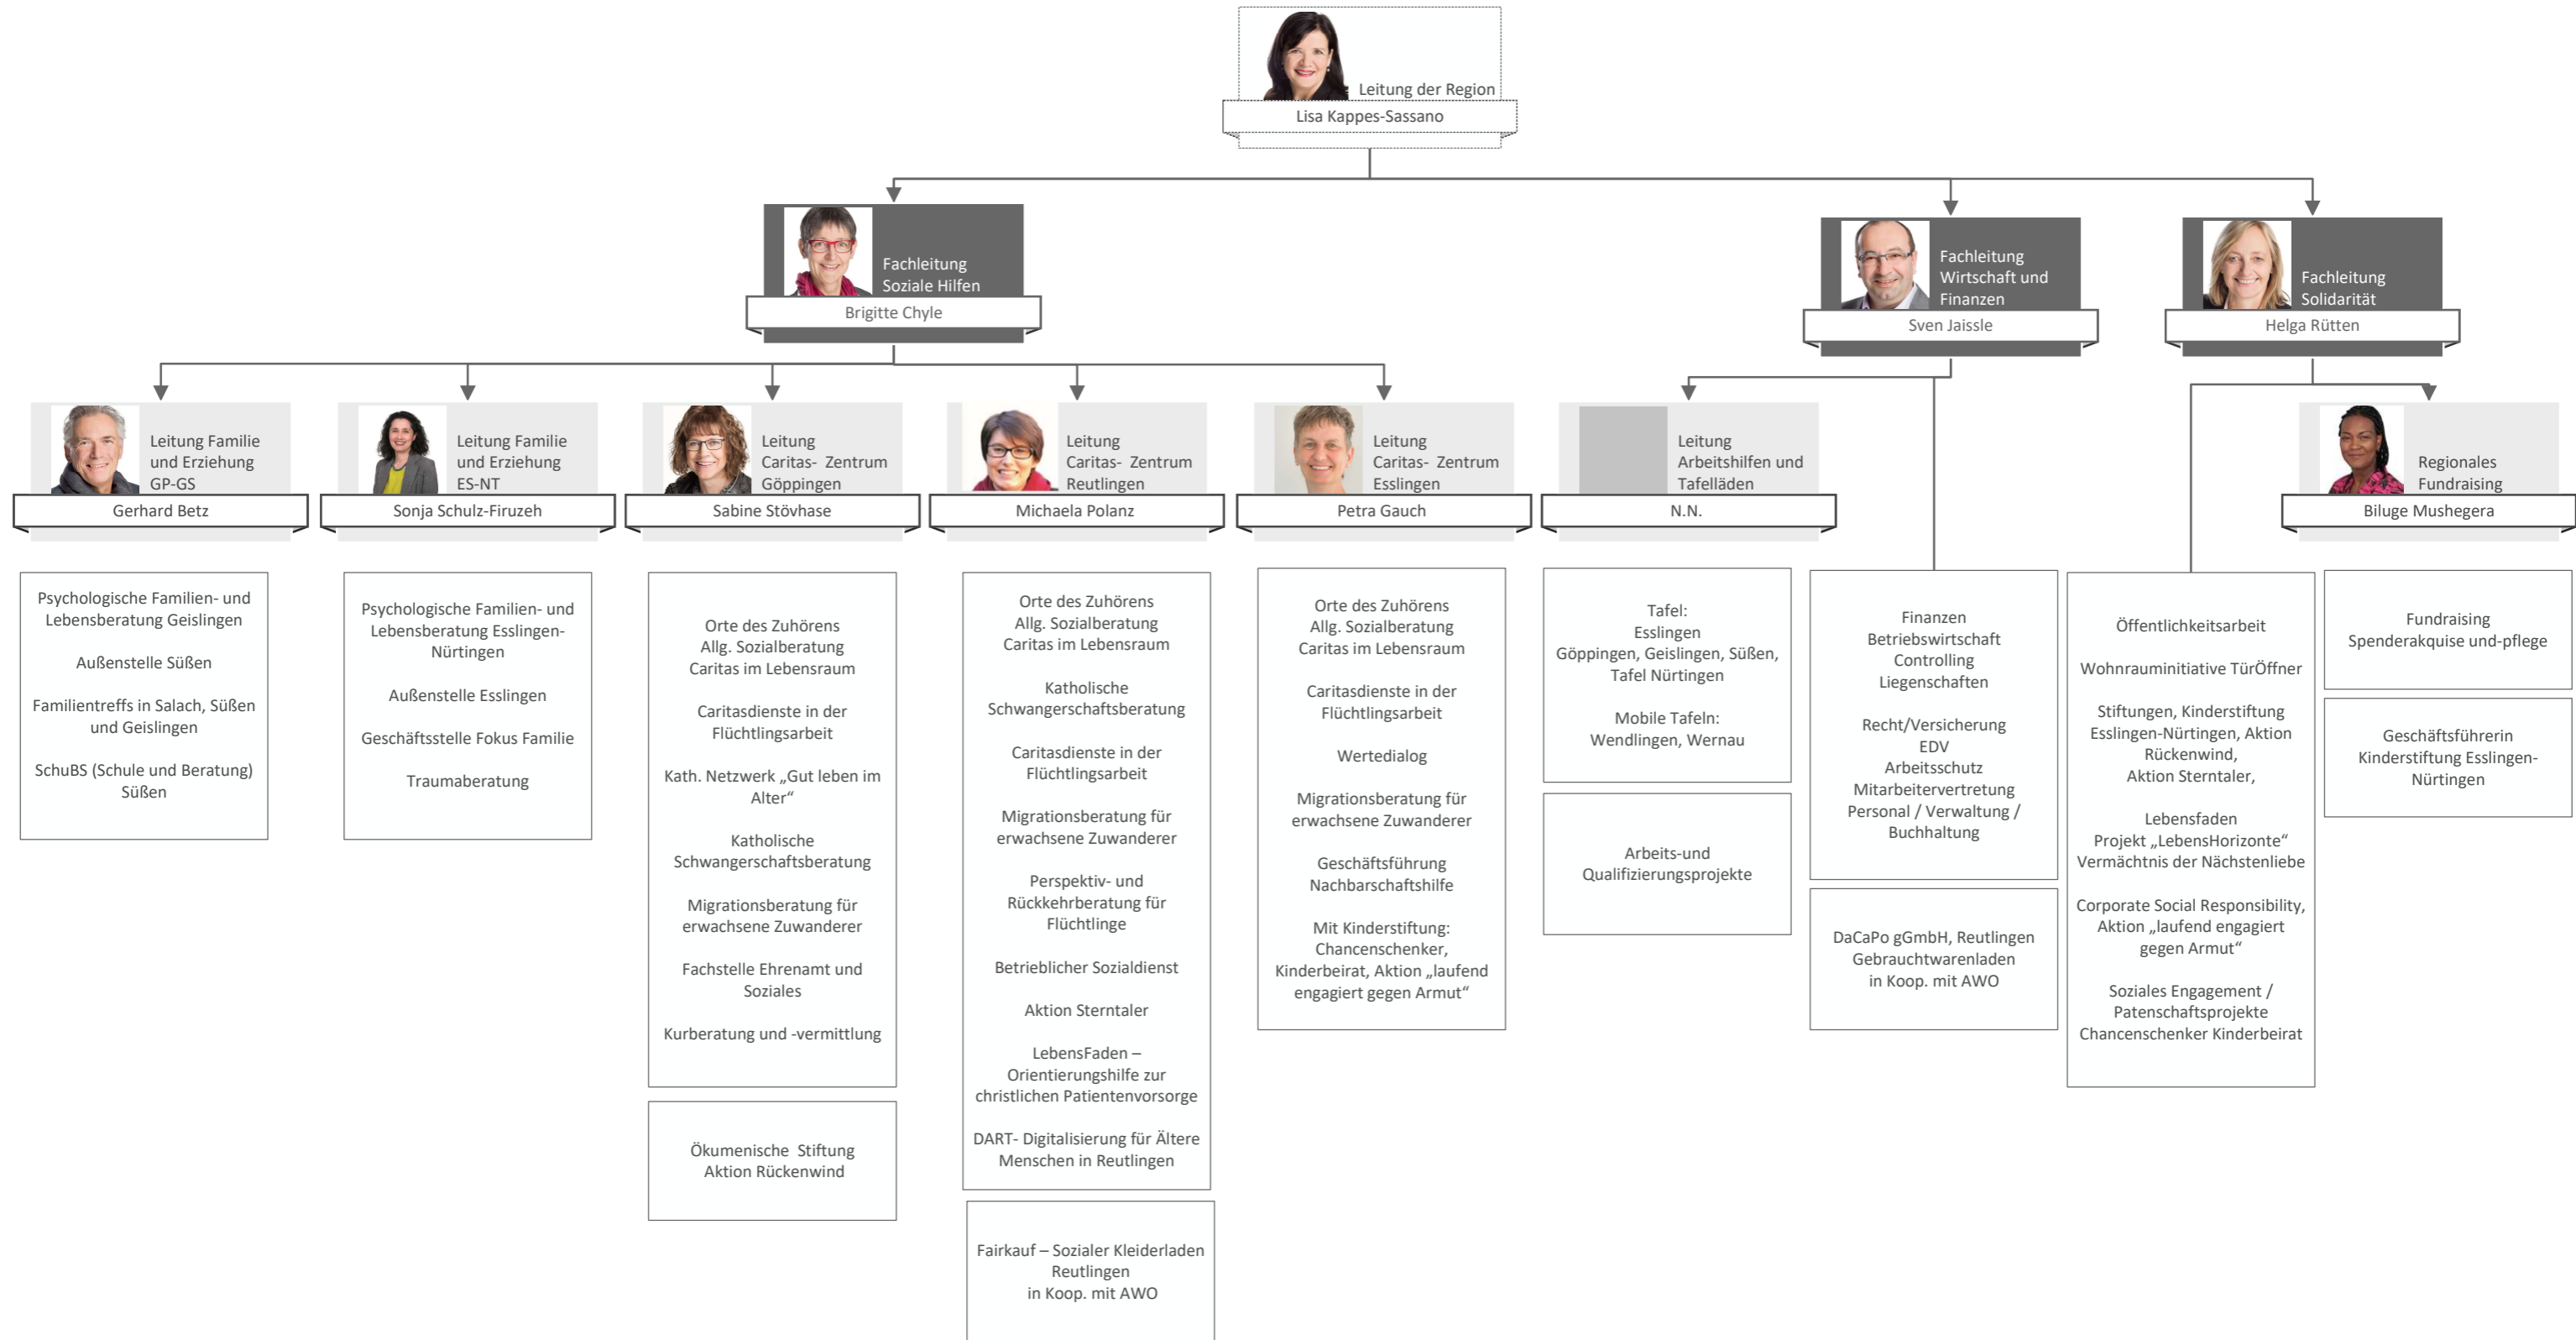 Leitung der Region
Lisa Kappes-Sassano
Fachleitung
Soziale Hilfen
Brigitte Chyle
Fachleitung
Wirtschaft und
Finanzen
Sven Jaissle
Fachleitung
Solidarität
Helga Rütten
Leitung Familie
und Erziehung
GP-GS
Gerhard Betz
Leitung Familie
und Erziehung
ES-NT
Sonja Schulz-Firuzeh
Leitung
Caritas- Zentrum
Göppingen
Sabine Stövhase
Leitung
Caritas- Zentrum
Reutlingen
Michaela Polanz
Leitung
Caritas- Zentrum
Esslingen
Petra Gauch
Leitung
Arbeitshilfen und
Tafelläden
N.N.
Regionales
Fundraising
Biluge Mushegera
Psychologische Familien- und
Lebensberatung Geislingen
Außenstelle Süßen
Familientreffs in Salach, Süßen
und Geislingen
SchuBS (Schule und Beratung)
Süßen
Psychologische Familien- und
Lebensberatung Esslingen-
Nürtingen
Außenstelle Esslingen
Geschäftsstelle Fokus Familie
Traumaberatung
Orte des Zuhörens
Allg. Sozialberatung
Caritas im Lebensraum
Caritasdienste in der
Flüchtlingsarbeit
Kath. Netzwerk „Gut leben im
Alter“
Katholische
Schwangerschaftsberatung
Migrationsberatung für
erwachsene Zuwanderer
Fachstelle Ehrenamt und
Soziales
Kurberatung und -vermittlung
Ökumenische Stiftung
Aktion Rückenwind
Orte des Zuhörens
Allg. Sozialberatung
Caritas im Lebensraum
Katholische
Schwangerschaftsberatung
Caritasdienste in der
Flüchtlingsarbeit
Migrationsberatung für
erwachsene Zuwanderer
Perspektiv- und
Rückkehrberatung für
Flüchtlinge
Betrieblicher Sozialdienst
Aktion Sterntaler
LebensFaden –
Orientierungshilfe zur
christlichen Patientenvorsorge
DART- Digitalisierung für Ältere
Menschen in Reutlingen
Fairkauf – Sozialer Kleiderladen
Reutlingen
in Koop. mit AWO
Orte des Zuhörens
Allg. Sozialberatung
Caritas im Lebensraum
Caritasdienste in der
Flüchtlingsarbeit
Wertedialog
Migrationsberatung für
erwachsene Zuwanderer
Geschäftsführung
Nachbarschaftshilfe
Mit Kinderstiftung:
Chancenschenker,
Kinderbeirat, Aktion „laufend
engagiert gegen Armut“
Tafel:
Esslingen
Göppingen, Geislingen, Süßen,
Tafel Nürtingen
Mobile Tafeln:
Wendlingen, Wernau
Arbeits-und
Qualifizierungsprojekte
Finanzen
Betriebswirtschaft
Controlling
Liegenschaften
Recht/Versicherung
EDV
Arbeitsschutz
Mitarbeitervertretung
Personal / Verwaltung /
Buchhaltung
DaCaPo gGmbH, Reutlingen
Gebrauchtwarenladen
in Koop. mit AWO
Öffentlichkeitsarbeit
Wohnrauminitiative TürÖffner
Stiftungen, Kinderstiftung
Esslingen-Nürtingen, Aktion
Rückenwind,
Aktion Sterntaler,
Lebensfaden
Projekt „LebensHorizonte“
Vermächtnis der Nächstenliebe
Corporate Social Responsibility,
Aktion „laufend engagiert
gegen Armut“
Soziales Engagement /
Patenschaftsprojekte
Chancenschenker Kinderbeirat
Fundraising
Spenderakquise und-pflege
Geschäftsführerin
Kinderstiftung Esslingen-
Nürtingen